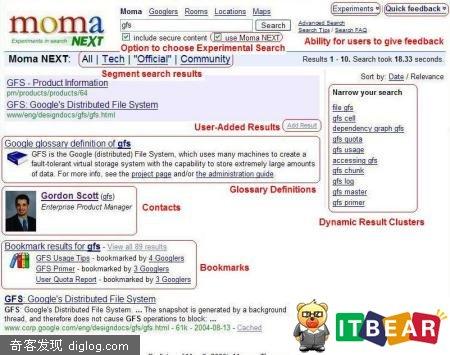 moma
Experiments in search NEXT
Moma Googlers Rooms Locations Maps
Experiments
Quick feedback
gfs
Search
Advanced Search
Search Tips / Search FAQ
include secure content
use Moma NEXT
Option to choose Experimental Search
Ability for users to give feedback
Moma NEXT: All | Tech | "Official" | Community
Results 1 - 10. Search took 18.33 seconds.
Segment search results
Sort by: Date / Relevance
GFS - Product Information
pm/products/products/64
GFS: Google's Distributed File System
www/eng/designdocs/gfs/gfs.html
User-Added Results
Add Result
Narrow your search
file gfs
gfs cell
dependency graph gfs
gfs quota
gfs usage
accessing gfs
gfs chunk
gfs log
gfs master
gfs primer
Dynamic Result Clusters
Google glossary definition of gfs
GFS is the Google (distributed) File System, which uses many machines to create a
fault-tolerant virtual storage system with the capability to store extremely large
amounts of data. For more info, see the project page and/or the administration guide.
Glossary Definitions
Gordon Scott (gfs)
Enterprise Product Manager
Contacts
Bookmark results for gfs - View all 89 results
GFS Usage Tips - bookmarked by 4 Googlers
GFS Primer - bookmarked by 3 Googlers
User Quota Report - bookmarked by 3 Googlers
Bookmarks
GFS: Google's Distributed File System
GFS: Google's Distributed File System. ... The snapshot is generated by a background
thread, and therefore does not cause GFS operations to block: ...
www.corp.google.com/eng/designdocs/gfs/gfs.html - 61k - 2004-08-13 - Cached
ITBEAR
奇客发现 diglog.com